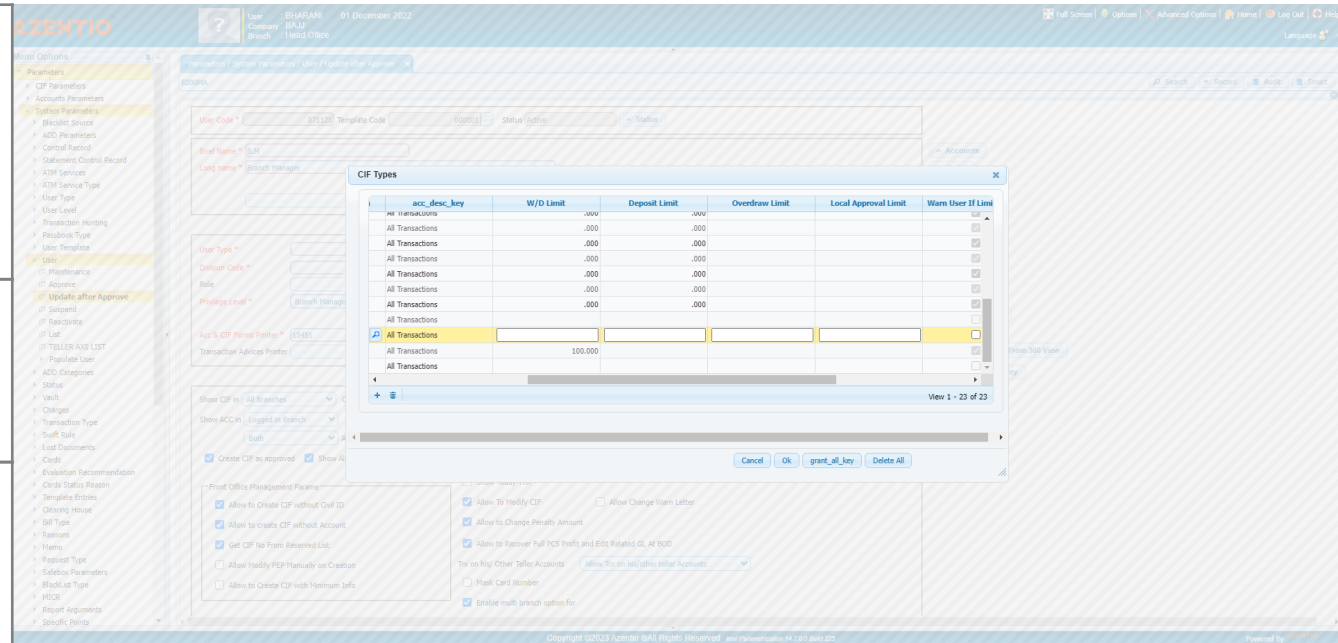 AZENTIO
User BHARANI 01 December 2022
Company BAJJ
Branch : Head Office
Full Screen | Options | Advanced Options | Home | Log Out | Help
Language
Menu Options
Parameters
CIF Parameters
Accounts Parameters
System Parameters
Blacklist Source
ADD Parameters
Control Record
Statement Control Record
ATM Services
ATM Service Type
User Type
User Level
Transaction Hunting
Passbook Type
User Template
User
Maintenance
Approve
Update after Approve
Suspend
Reactivate
List
TELLER AXS LIST
Populate User
ADD Categories
Status
Vault
Charges
Transaction Type
Swift Rule
Lost Documents
Cards
Evaluation Recommendation
Cards Status Reason
Template Entries
Clearing House
Bill Type
Reasons
Memo
Request Type
Safebox Parameters
BlackList Type
MICR
Report Arguments
Specific Points
Parameters / System Parameters / User / Update after Approve
Search Record Audit Smart
User Code * Template Code 000001 Status Active Status
Brief Name * BM
Accounts
Long name * Branch Manager
User Type *
Division Code *
Role
Privilege Level * Branch Manage
Acc & CIF Permit Printer *
Transaction Advices Printer
From 360 View
Show CIF in All Branches
Show ACC in Logged in Branch
Both
Create CIF as approved Show Al
CIF Types
acc_desc_key W/D Limit Deposit Limit Overdraw Limit Local Approval Limit Warn User If Limi
All Transactions .000 .000
All Transactions .000 .000
All Transactions .000 .000
All Transactions .000 .000
All Transactions .000 .000
All Transactions .000 .000
All Transactions .000 .000
All Transactions
All Transactions
All Transactions 100.000
All Transactions
View 1 - 23 of 23
Cancel Ok grant_all_key Delete All
Front Office Management Params
Allow to Create CIF without Civil ID
Allow to create CIF without Account
Get CIF No From Reserved List
Allow Modify PEP Manually on Creation
Allow to Create CIF with Minimum Info
Allow To Modify CIF Allow Change Warn Letter
Allow to Change Penalty Amount
Allow to Recover Full PCS Profit and Edit Related GL At BOD
Trx on his/ Other Teller Accounts Allow Trx on his/other teller Accounts
Mask Card Number
Enable multi branch option for
Copyright ©2023 Azentio @All Rights Reserved
Powered By